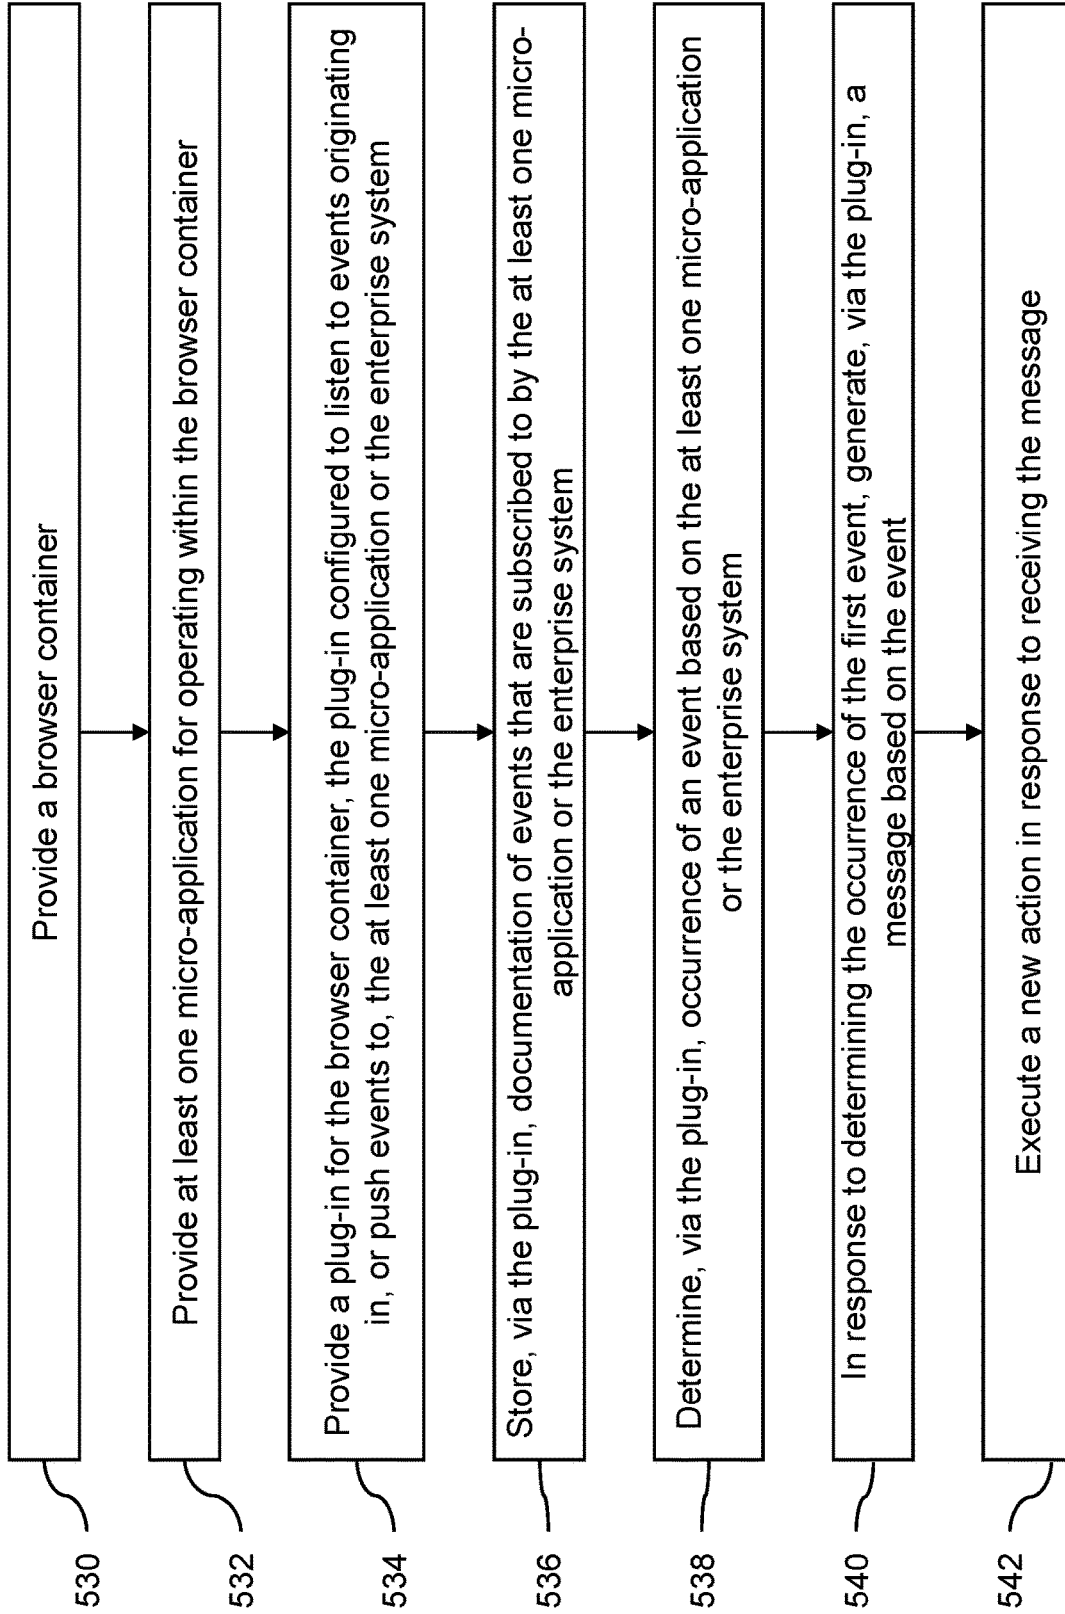 530
Provide a browser container
532
Provide at least one micro-application for operating within the browser container
534
Provide a plug-in for the browser container, the plug-in configured to listen to events originating
in, or push events to, the at least one micro-application or the enterprise system
536
Store, via the plug-in, documentation of events that are subscribed to by the at least one micro-
application or the enterprise system
538
Determine, via the plug-in, occurrence of an event based on the at least one micro-application
or the enterprise system
540
In response to determining the occurrence of the first event, generate, via the plug-in, a
message based on the event
542
Execute a new action in response to receiving the message